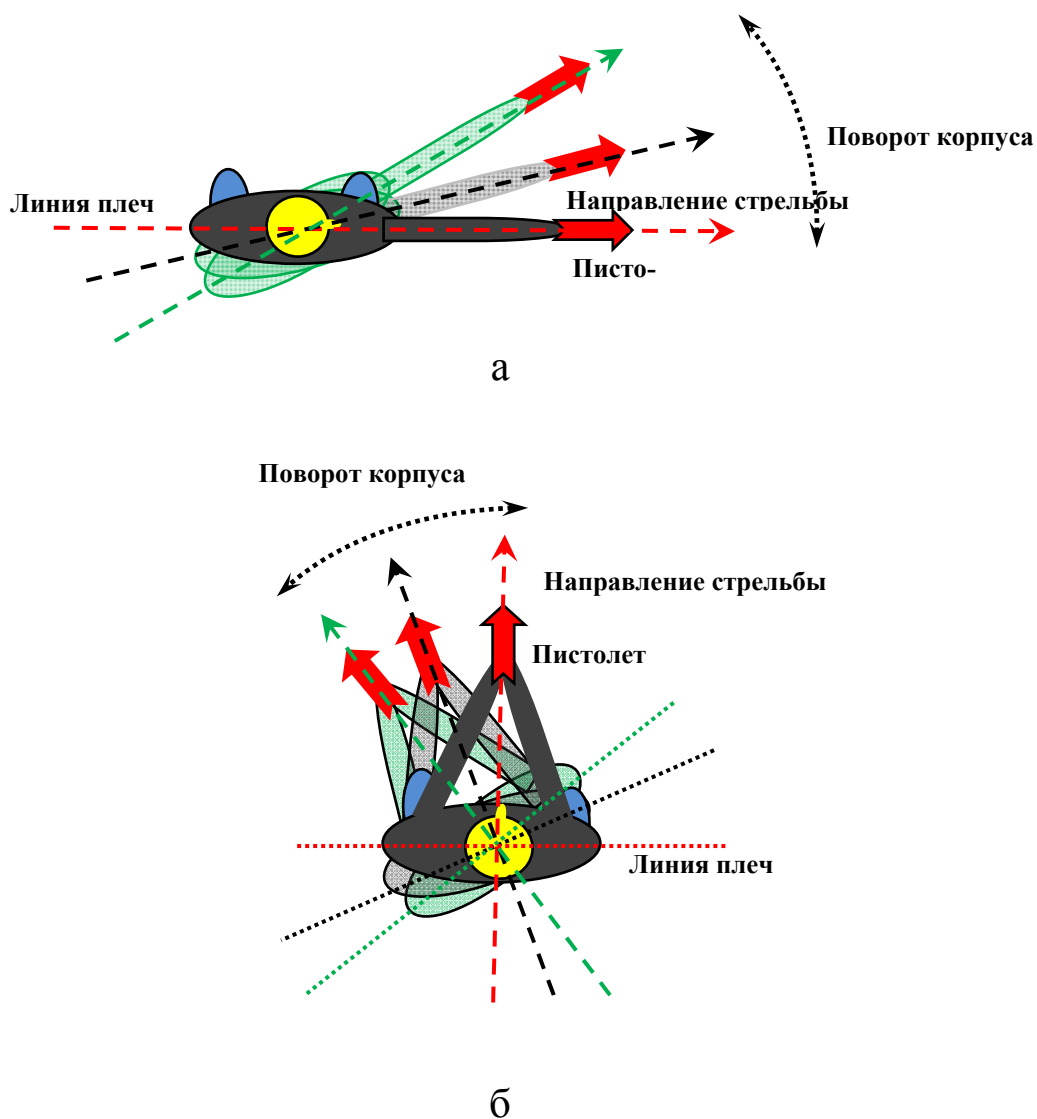 Поворот корпуса
Линия плеч
Направление стрельбы
Писто-
а
Поворот корпуса
Направление стрельбы
Пистолет
Линия плеч
б